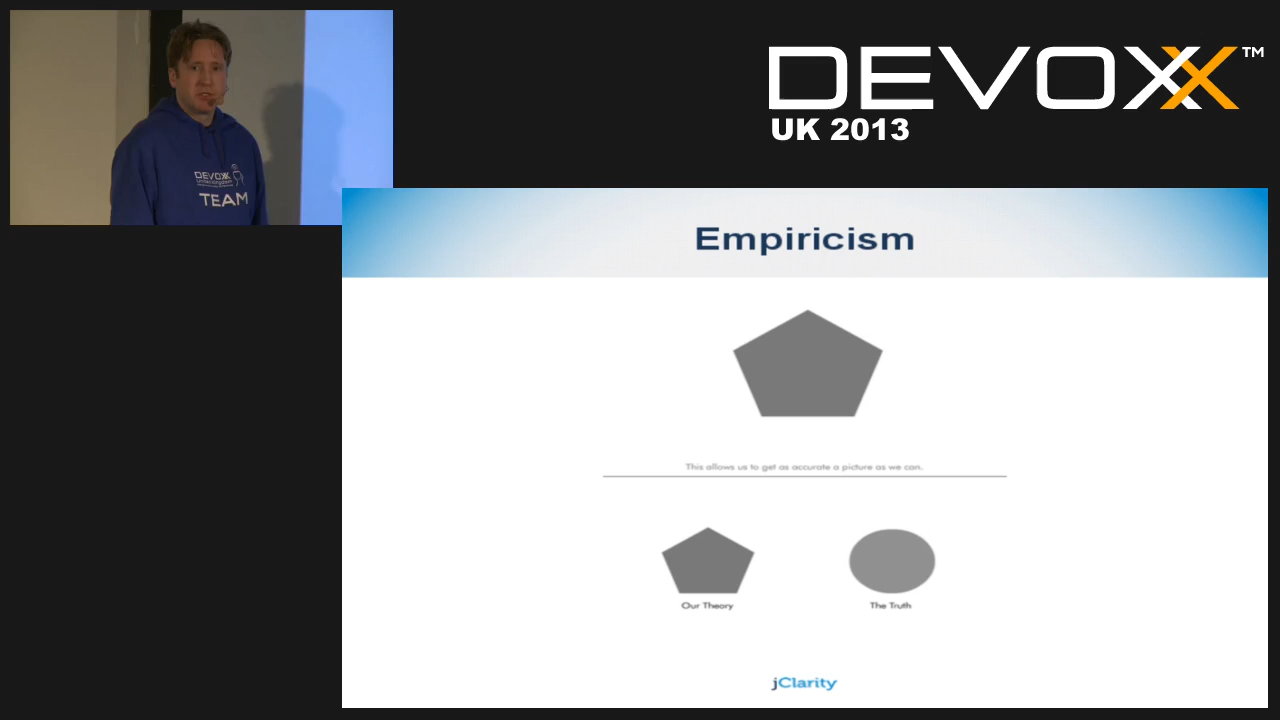 DEVOXX™
UK 2013
DEVOXX
TEAM
Empiricism
This allows us to get as accurate a picture as we can.
Our Theory
The Truth
jClarity